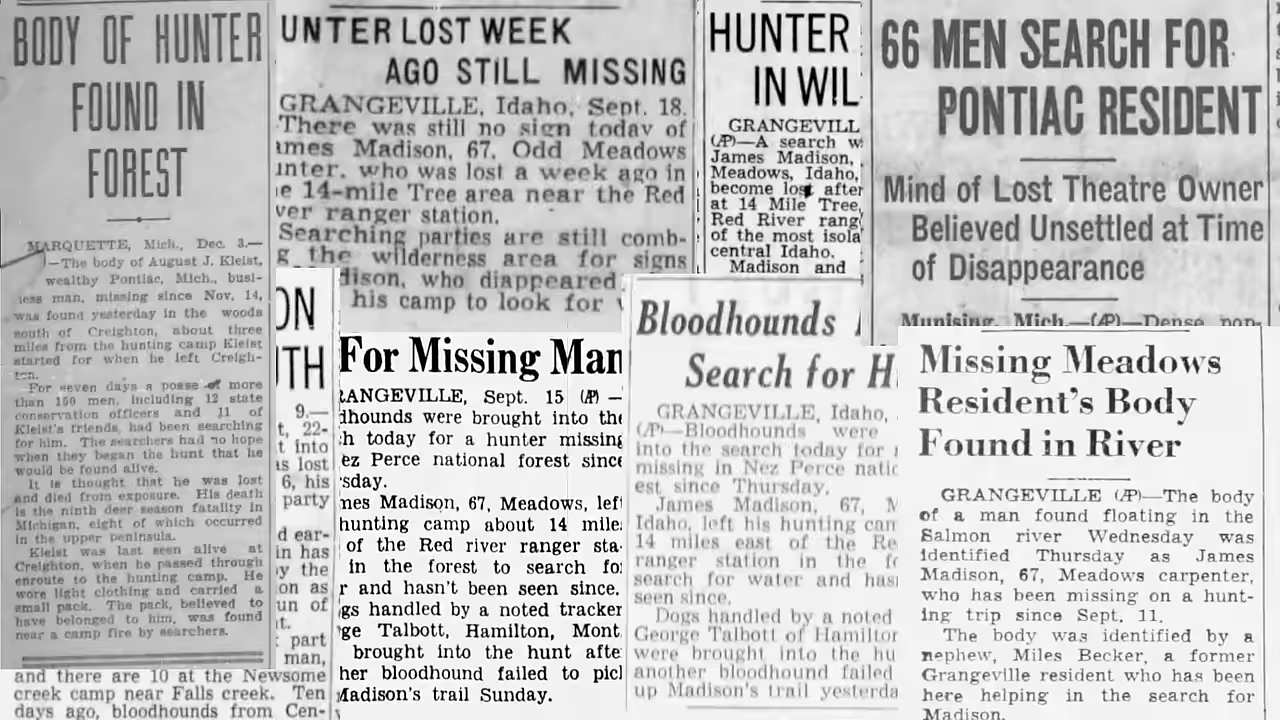 BODY OF HUNTER
FOUND IN
FOREST
MARQUETTE, Mich., Dec. 3.—
—The body of August J. Kleist,
wealthy Pontiac, Mich., busi-
iess man, missing since Nov. 14,
was found yesterday in the woods
south of Creighton, about three
miles from the hunting camp Kleist
started for when he left Creigh-
ton.
For seven days a posse of more
than 150 men, including 12 state
conservation officers and 11 of
Kleist's friends, had been searching
for him. The searchers had no hope
when they began the hunt that he
would be found alive.
It is thought that he was lost
and died from exposure. His death
is the ninth deer season fatality in
Michigan, eight of which occurred
in the upper peninsula.
Kleist was last seen alive at
Creighton, when he passed through
enroute to the hunting camp. He
wore light clothing and carried a
small pack. The pack, believed to
have belonged to him, was found
near a camp fire by searchers.
and there are 10 at the Newsome
creek camp near Falls creek. Ten
days ago, bloodhounds from Cen-
UNTER LOST WEEK
AGO STILL MISSING
GRANGEVILLE, Idaho, Sept. 18.
There was still no sign today of
ames Madison, 67, Odd Meadows
unter, who was lost a week ago in
e 14-mile Tree area near the Red
ver ranger station.
Searching parties are still comb-
g the wilderness area for signs
dison, who diappeared
his camp to look for
ON
TH
9.—
t, 22-
t into
as lost
6, his
party
d ear-
in has
y the
on as
un of
t.
part
man,
For Missing Man
RANGEVILLE, Sept. 15 (AP) —
dhounds were brought into the
h today for a hunter missing
ez Perce national forest since
sday.
nes Madison, 67, Meadows, left
hunting camp about 14 mile
of the Red river ranger sta-
in the forest to search fo
r and hasn't been seen since.
gs handled by a noted tracker
ge Talbott, Hamilton, Mont.
brought into the hunt afte
her bloodhound failed to picl
Madison's trail Sunday.
HUNTER
IN WIL
GRANGEVILL
(AP)—A search w
James Madison,
Meadows, Idaho,
become lost after
at 14 Mile Tree,
Red River rang
of the most isola
central Idaho.
Madison and
Bloodhounds
Search for H
GRANGEVILLE, Idaho,
(AP)—Bloodhounds were
into the search today for
missing in Nez Perce natio
est since Thursday.
James Madison, 67, M
Idaho, left his hunting can
14 miles east of the Re
ranger station in the fo
search for water and has
seen since.
Dogs handled by a noted
George Talbott of Hamilton
were brought into the hu
another bloodhound failed
up Madison's trail yesterda
66 MEN SEARCH FOR
PONTIAC RESIDENT
Mind of Lost Theatre Owner
Believed Unsettled at Time
of Disappearance
Munising, Mich.—(AP)—Dense pop-
Missing Meadows
Resident's Body
Found in River
GRANGEVILLE (AP)—The body
of a man found floating in the
Salmon river Wednesday was
identified Thursday as James
Madison, 67, Meadows carpenter,
who has been missing on a hunt-
ing trip since Sept. 11.
The body was identified by a
nephew, Miles Becker, a former
Grangeville resident who has been
here helping in the search for
Madison.